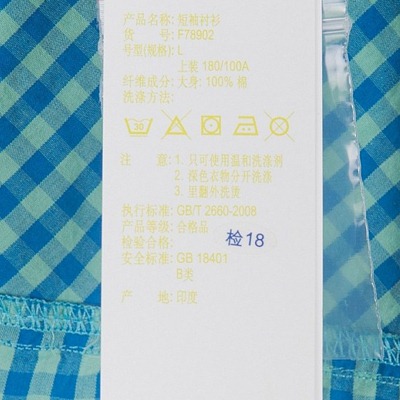 产品名称: 短袖衬衫
货 号: F78902
号型(规格): L
上装 180/100A
纤维成分: 大身: 100% 棉
洗涤方法:
30
注 意: 1. 只可使用温和洗涤剂
2. 深色衣物分开洗涤
3. 里翻外洗烫
执行标准: GB/T 2660-2008
产品等级: 合格品
检验合格: 检18
安全标准: GB 18401
B类
产 地: 印度